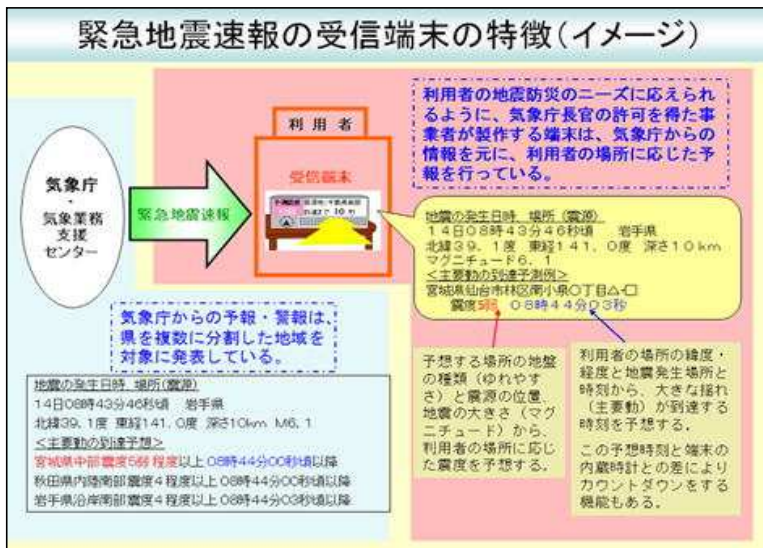 緊急地震速報の受信端末の特徴(イメージ)
利用者の地震防災のニーズに応えられ
るように、気象庁長官の許可を得た事
業者が製作する端末は、気象庁からの
情報を元に、利用者の場所に応じた予
報を行っている。
利用者
受信端末
気象庁
・
気象業務
支援
センター
緊急地震速報
10
地震の発生日時、場所(震源)
14日08時43分46秒頃 岩手県
北緯39.1度 東経141.0度 深さ10km
マグニチュード6.1
<主要動の到達予測例>
宮城県仙台市林区南小泉〇丁目△-口
震度5弱 08時44分03秒
気象庁からの予報・警報は、
県を複数に分割した地域を
対象に発表している。
地震の発生日時、場所(震源)
14日08時43分46秒頃 岩手県
北緯39.1度 東経141.0度 深さ10km M6.1
<主要動の到達予想>
宮城県中部震度5弱程度以上 08時44分00秒頃以降
秋田県内陸南部震度4程度以上 08時44分00秒頃以降
岩手県沿岸南部震度4程度以上 08時44分03秒頃以降
予想する場所の地盤
の種類(ゆれやす
さ)と震源の位置、
地震の大きさ(マグ
ニチュード)から、
利用者の場所に応じ
た震度を予想する。
利用者の場所の緯度・
経度と地震発生場所と
時刻から、大きな揺れ
(主要動)が到達する
時刻を予想する。
この予想時刻と端末の
内蔵時計との差により
カウントダウンをする
機能もある。